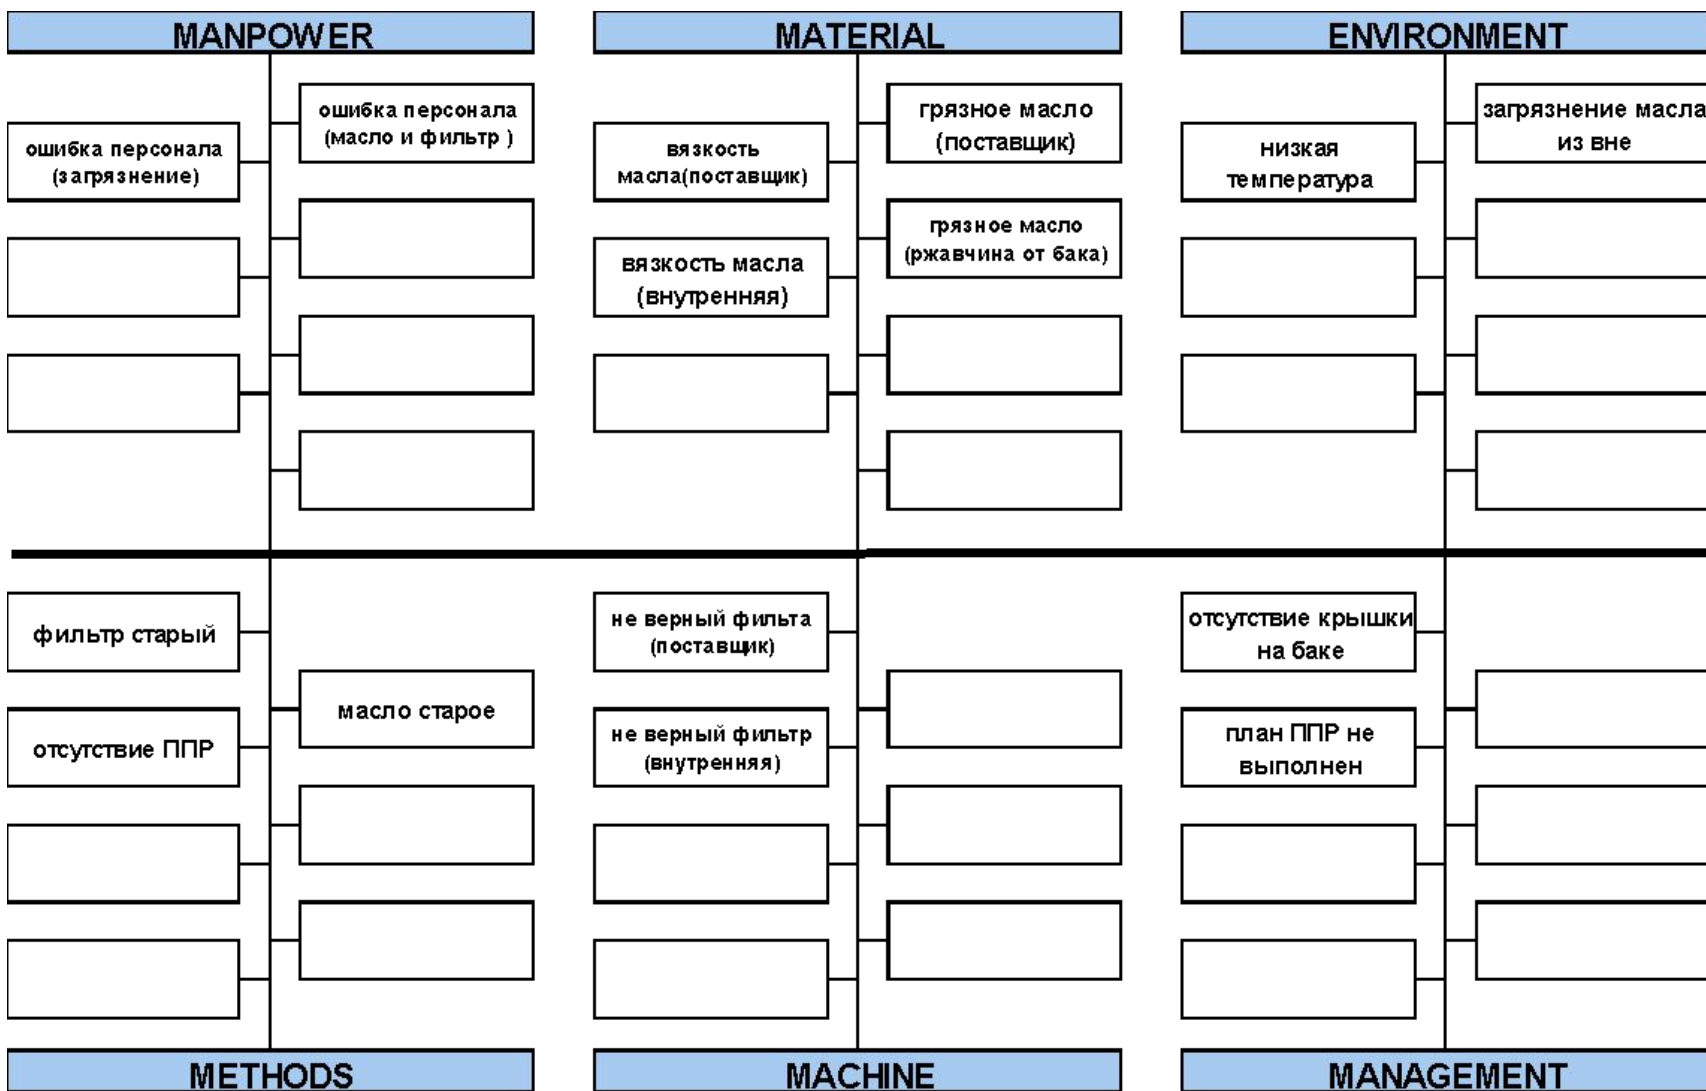 MANPOWER
MATERIAL
ENVIRONMENT
ошибка персонала
(масло и фильтр )
ошибка персонала
(загрязнение)
грязное масло
(поставщик)
вязкость
масла(поставщик)
грязное масло
(ржавчина от бака)
вязкость масла
(внутренняя)
загрязнение масла
из вне
низкая
температура
фильтр старый
масло старое
отсутствие ППР
не верный фильта
(поставщик)
не верный фильтр
(внутренняя)
отсутствие крышки
на баке
план ППР не
выполнен
METHODS
MACHINE
MANAGEMENT